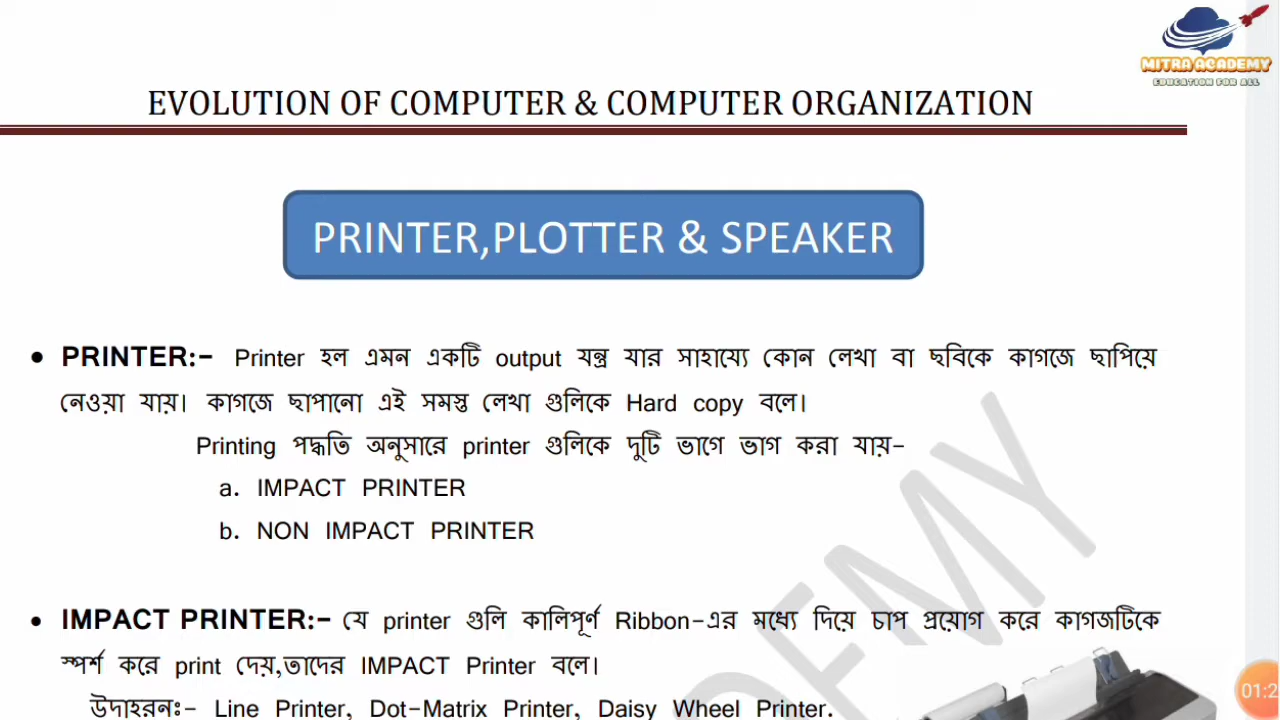 MITRA ACADEMY
EDUCATION FOR ALL
EVOLUTION OF COMPUTER & COMPUTER ORGANIZATION
PRINTER,PLOTTER & SPEAKER
• PRINTER:- Printer হল এমন একটি output যন্ত্র যার সাহায্যে কোন লেখা বা ছবিকে কাগজে ছাপিয়ে
নেওয়া যায়। কাগজে ছাপানো এই সমস্ত লেখা গুলিকে Hard copy বলে।
Printing পদ্ধতি অনুসারে printer গুলিকে দুটি ভাগে ভাগ করা যায়-
a. IMPACT PRINTER
b. NON IMPACT PRINTER
• IMPACT PRINTER:- যে printer গুলি কালিপূর্ণ Ribbon-এর মধ্যে দিয়ে চাপ প্রয়োগ করে কাগজটিকে
স্পর্শ করে print দেয়,তাদের IMPACT Printer বলে।
উদাহরনঃ- Line Printer, Dot-Matrix Printer, Daisy Wheel Printer.
DEMY
01:2